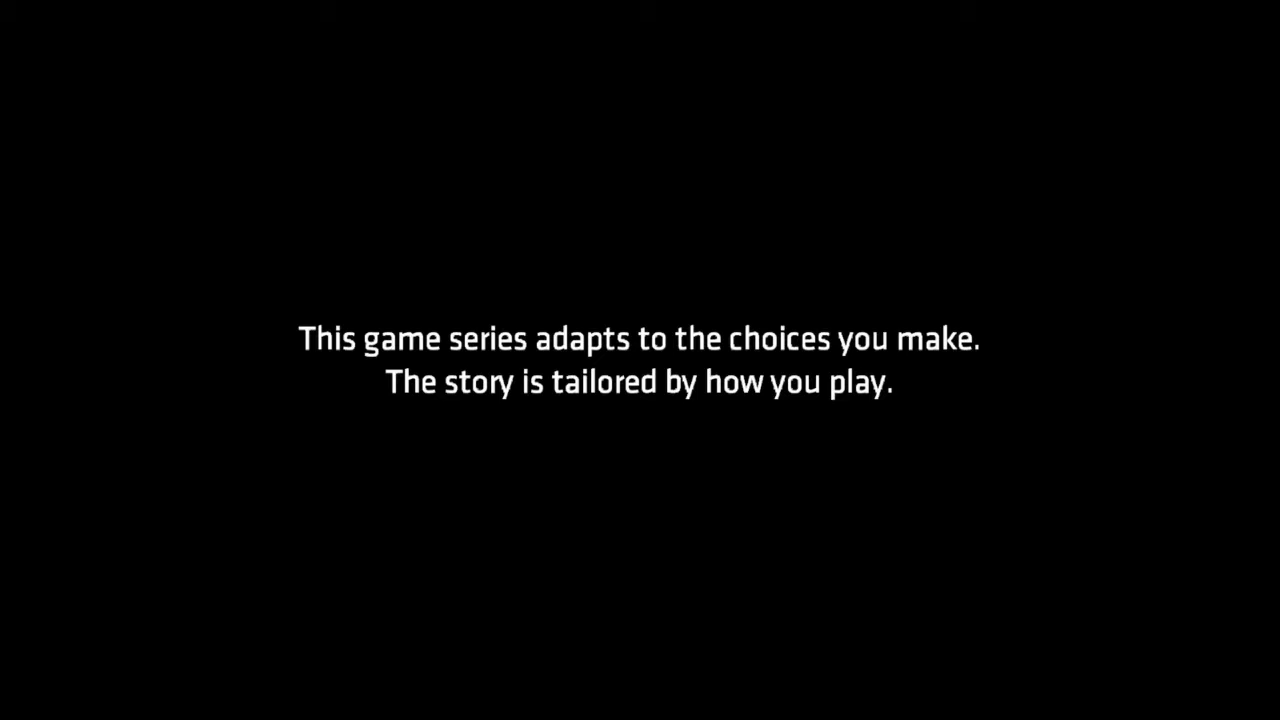 This game series adapts to the choices you make.
The story is tailored by how you play.